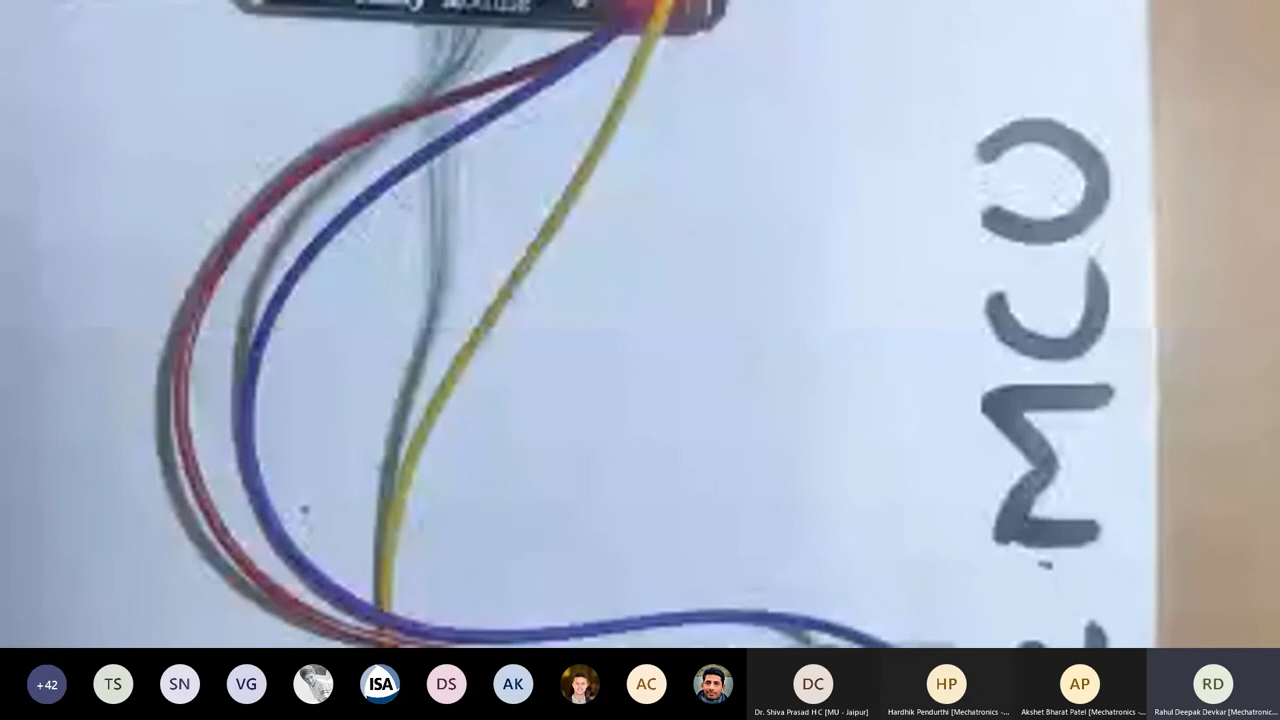 MCU
+42
TS
SN
VG
ISA
DS
AK
AC
DC
HP
AP
RD
Dr. Shiva Prasad H C [MU - Jaipur]
Hardhik Pendurthi [Mechatronics -...
Akshet Bharat Patel [Mechatronics -...
Rahul Deepak Devkar [Mechatronic...